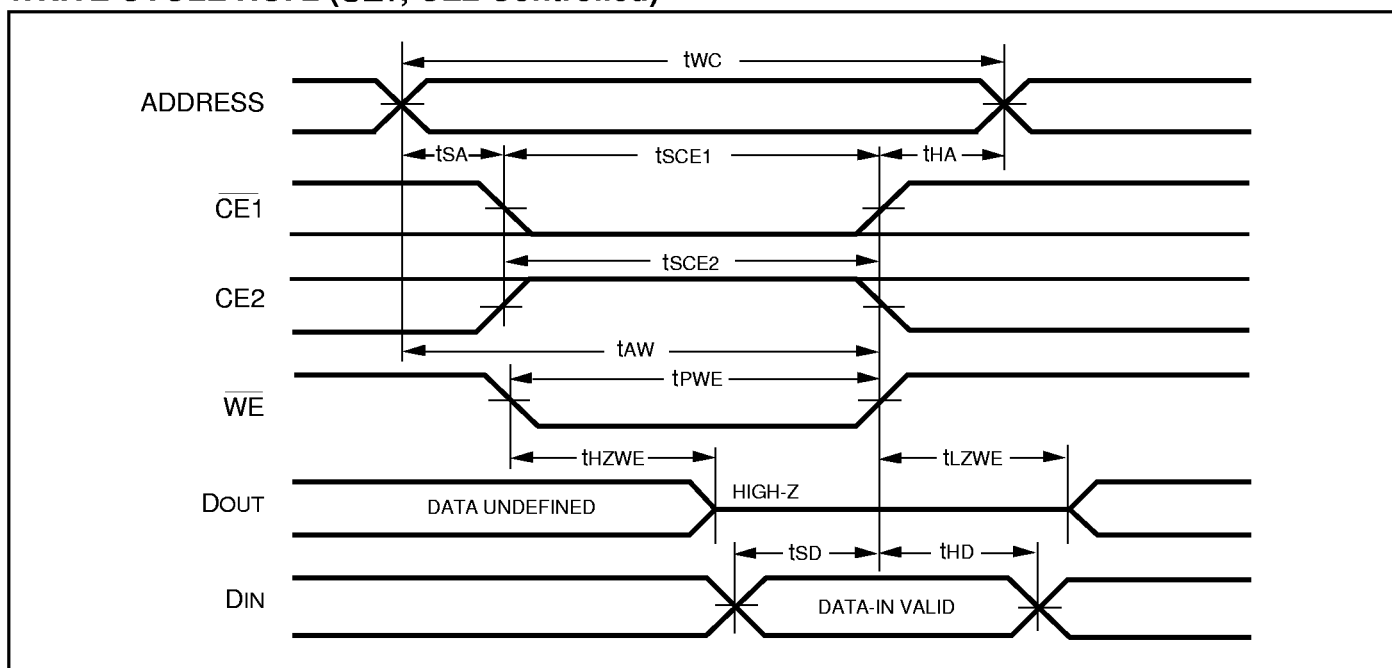 tWC
ADDRESS
tSA tSCE1 tHA
CE1
tSCE2
CE2
tAW
tPWE
WE
tHZWE tLZWE
HIGH-Z
DOUT DATA UNDEFINED
tSD tHD
DIN DATA-IN VALID